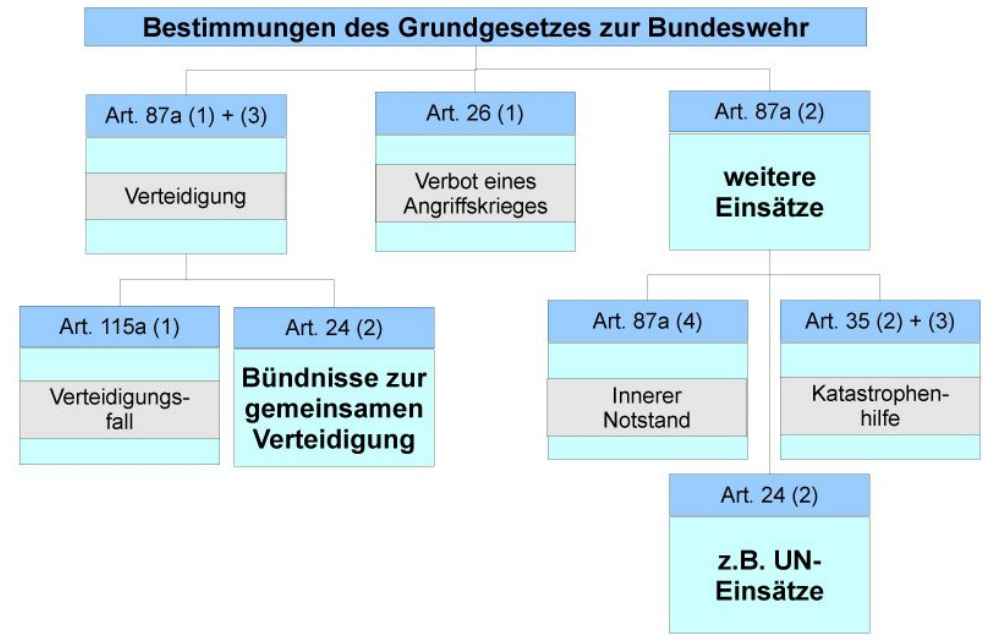 Bestimmungen des Grundgesetzes zur Bundeswehr
Art. 87a (1) + (3)
Verteidigung
Art. 26 (1)
Verbot eines
Angriffskrieges
Art. 87a (2)
weitere
Einsätze
Art. 115a (1)
Verteidigungs-
fall
Art. 24 (2)
Bündnisse zur
gemeinsamen
Verteidigung
Art. 87a (4)
Innerer
Notstand
Art. 35 (2) + (3)
Katastrophen-
hilfe
Art. 24 (2)
z.B. UN-
Einsätze